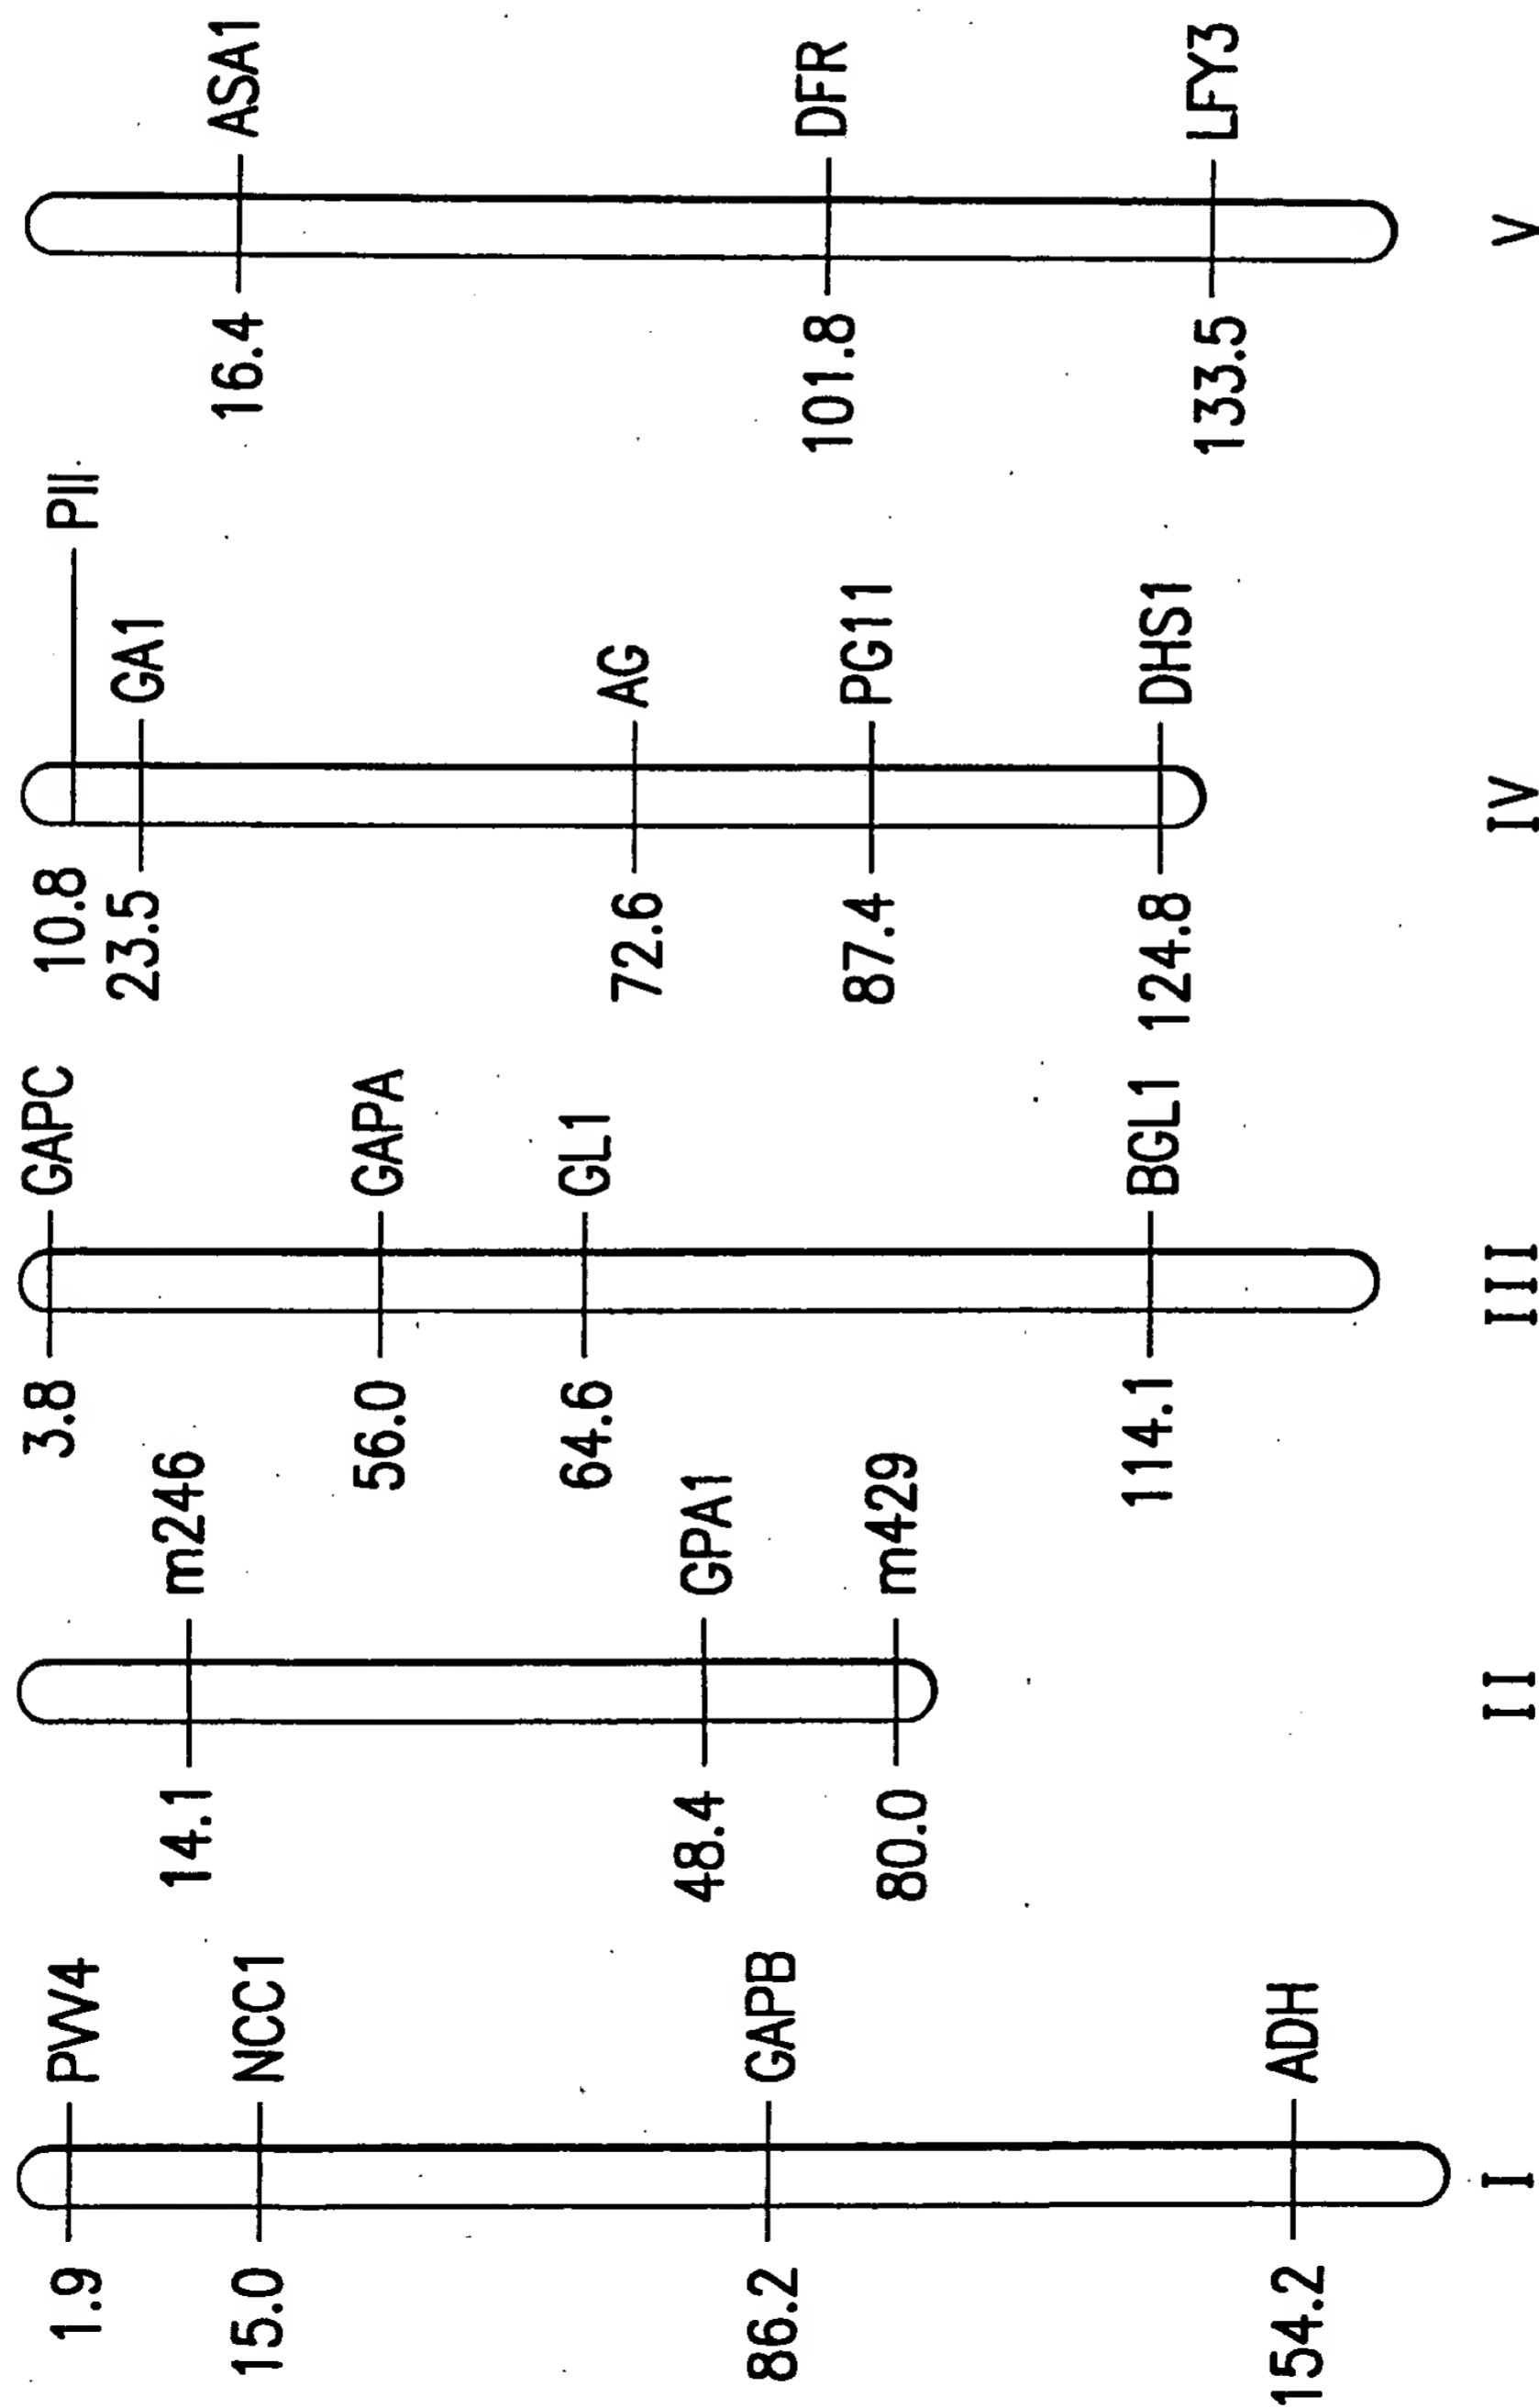 1.9 PVV4
15.0 NCC1
86.2 GAPB
154.2 ADH
I
14.1 m246
48.4 GPA1
80.0 m429
II
3.8 GAPC
56.0 GAPA
64.6 GL1
114.1 BGL1
III
10.8 PII
23.5 GA1
72.6 AG
87.4 PG11
124.8 DHS1
IV
16.4 ASA1
101.8 DFR
133.5 LFY3
V